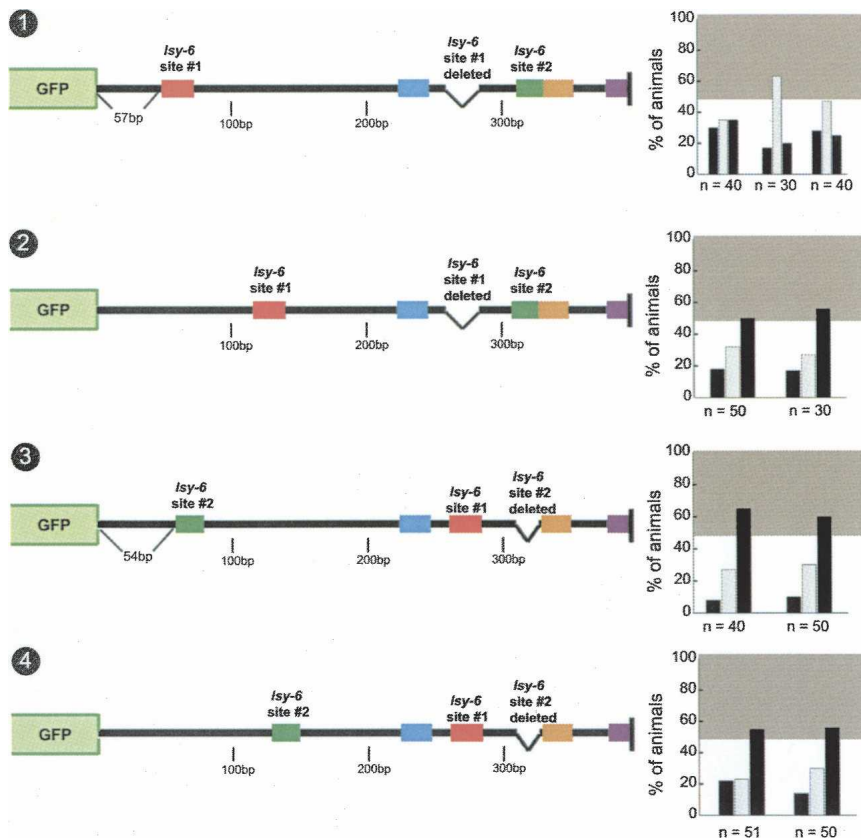 1
lsy-6
site #1
lsy-6
site #1
deleted
lsy-6
site #2
GFP
57bp
100bp
200bp
300bp
% of animals
100
80
60
40
20
0
n = 40
n = 30
n = 40
2
lsy-6
site #1
lsy-6
site #1
deleted
lsy-6
site #2
GFP
100bp
200bp
300bp
% of animals
100
80
60
40
20
0
n = 50
n = 30
3
lsy-6
site #2
lsy-6
site #1
lsy-6
site #2
deleted
GFP
54bp
100bp
200bp
300bp
% of animals
100
80
60
40
20
0
n = 40
n = 50
4
lsy-6
site #2
lsy-6
site #1
lsy-6
site #2
deleted
GFP
100bp
200bp
300bp
% of animals
100
80
60
40
20
0
n = 51
n = 50